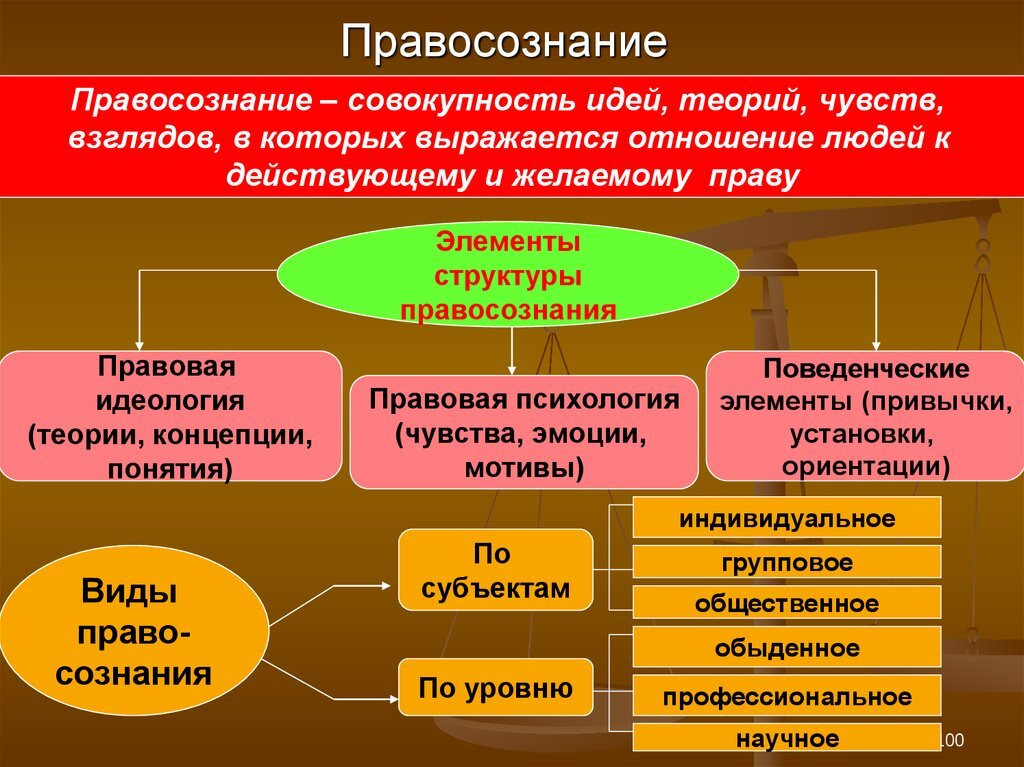 Правосознание
Правосознание – совокупность идей, теорий, чувств,
взглядов, в которых выражается отношение людей к
действующему и желаемому праву
Элементы
структуры
правосознания
Правовая
идеология
(теории, концепции,
понятия)
Правовая психология
(чувства, эмоции,
мотивы)
Поведенческие
элементы (привычки,
установки,
ориентации)
Виды
право-
сознания
По
субъектам
индивидуальное
групповое
общественное
По уровню
обыденное
профессиональное
научное